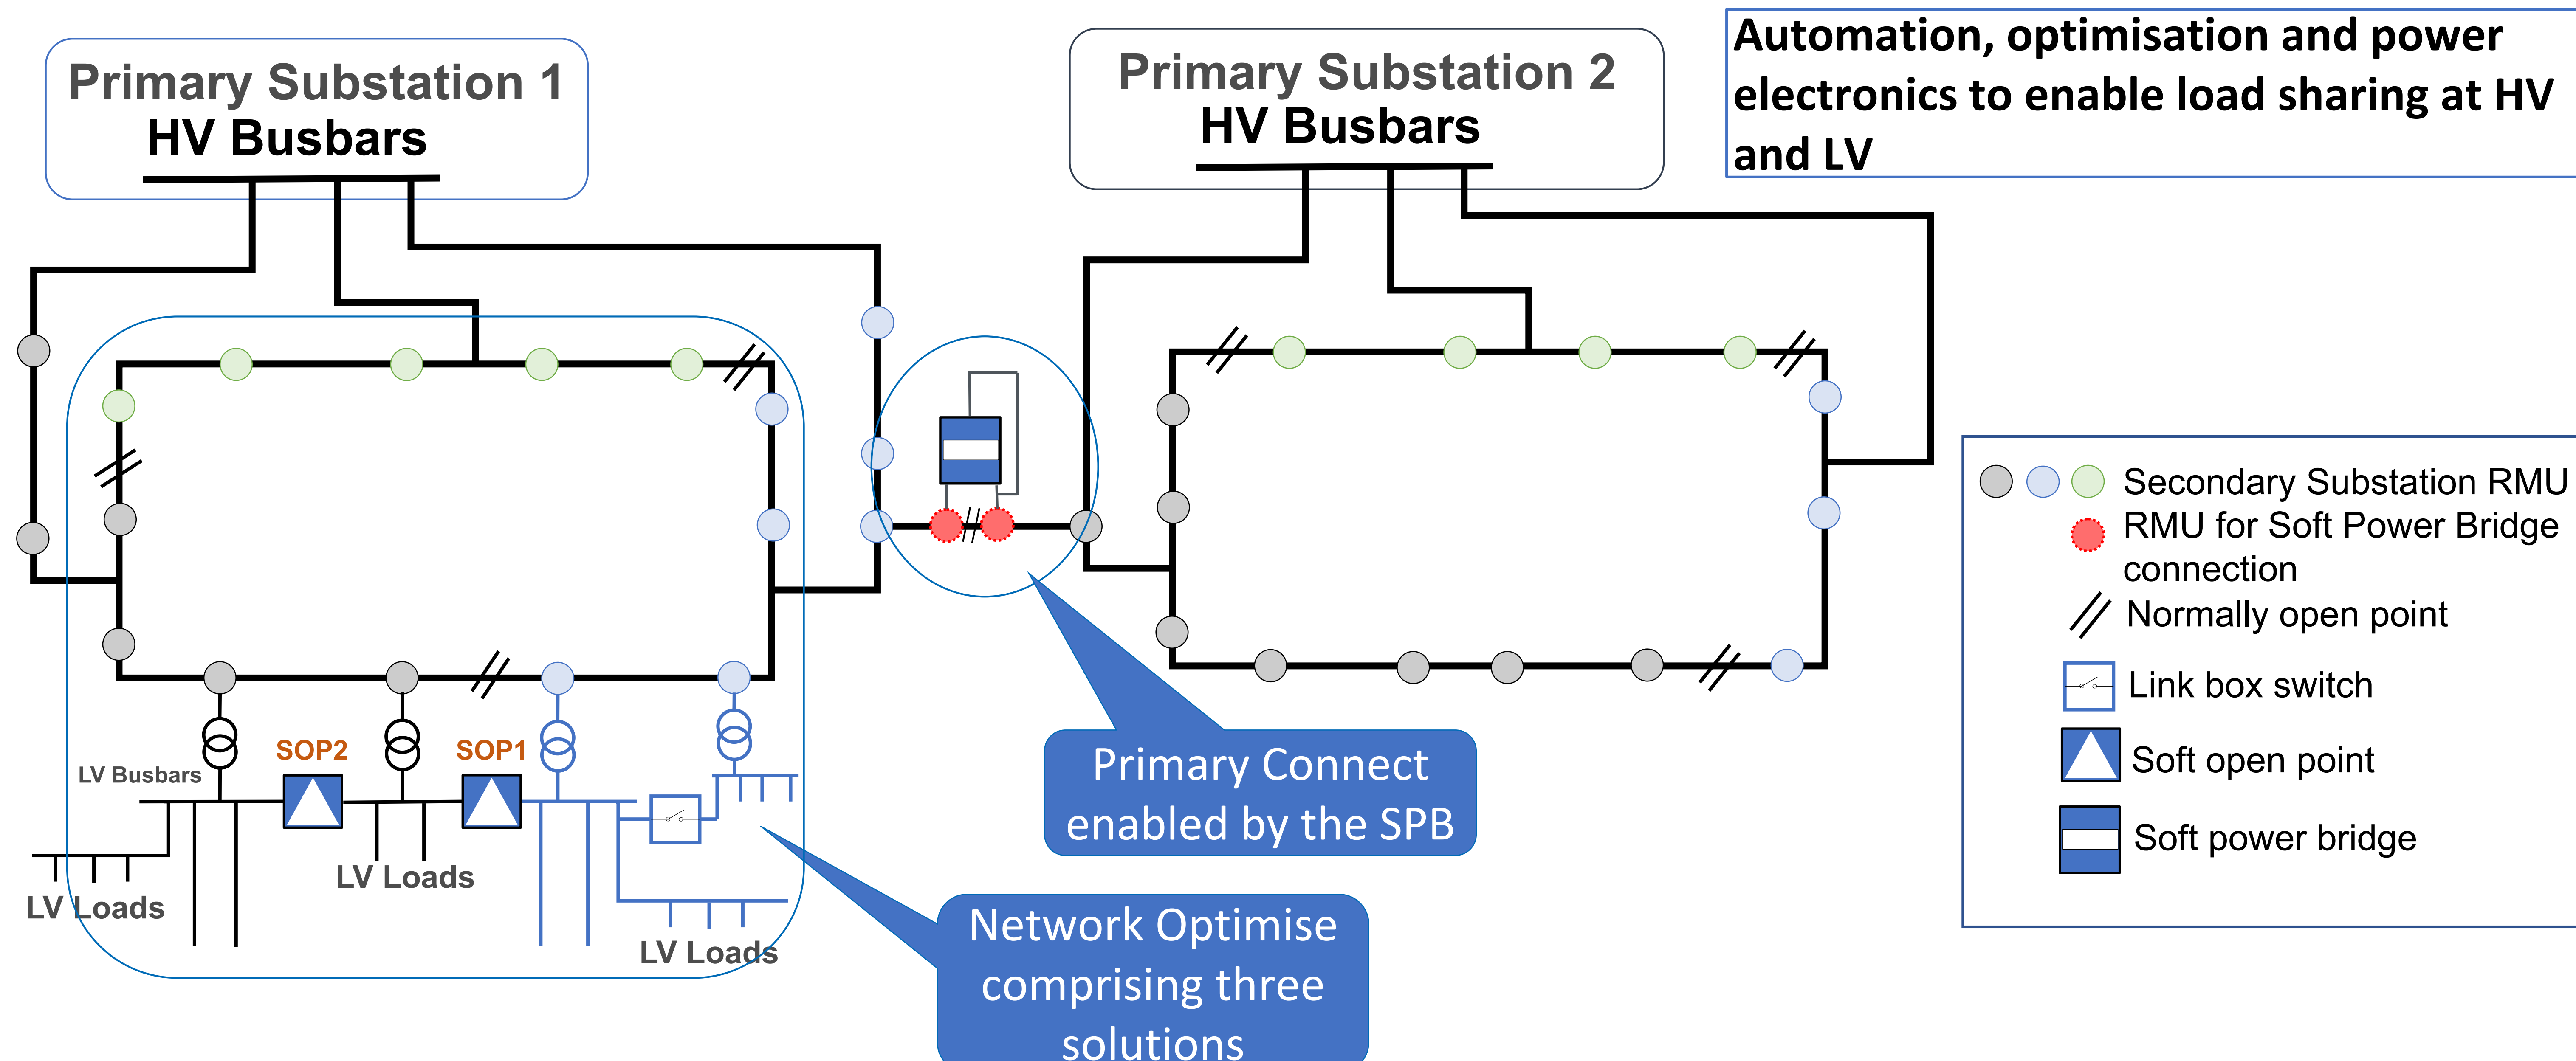 Primary Substation 1
HV Busbars
Primary Substation 2
HV Busbars
Automation, optimisation and power
electronics to enable load sharing at HV
and LV
Secondary Substation RMU
RMU for Soft Power Bridge
connection
Normally open point
Link box switch
Soft open point
Soft power bridge
SOP2
SOP1
LV Busbars
LV Loads
LV Loads
LV Loads
Primary Connect
enabled by the SPB
Network Optimise
comprising three
solutions